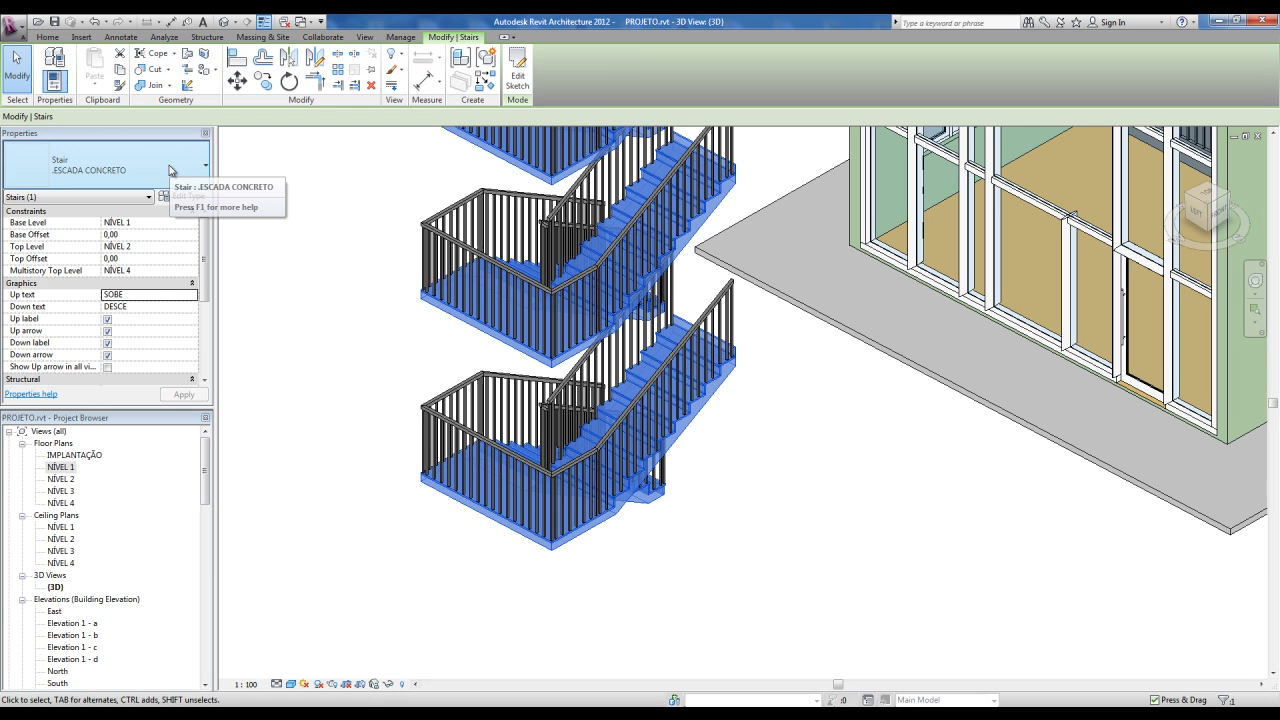 Autodesk Revit Architecture 2012 - PROJETO.rvt - 3D View: {3D}
Type a keyword or phrase
Sign In
Home Insert Annotate Analyze Structure Massing & Site Collaborate View Manage Modify | Stairs
Modify
Paste
Cope
Cut
Join
Edit
Sketch
Select Properties Clipboard Geometry Modify View Measure Create Mode
Modify | Stairs
Properties
Stair
.ESCADA CONCRETO
Stair : .ESCADA CONCRETO
Press F1 for more help
Stairs (1)
Edit Type
Constraints
Base Level NÍVEL 1
Base Offset 0,00
Top Level NÍVEL 2
Top Offset 0,00
Multistory Top Level NÍVEL 4
Graphics
Up text SOBE
Down text DESCE
Up label
Up arrow
Down label
Down arrow
Show Up arrow in all vi...
Structural
Properties help
Apply
PROJETO.rvt - Project Browser
Views (all)
Floor Plans
IMPLANTAÇÃO
NÍVEL 1
NÍVEL 2
NÍVEL 3
NÍVEL 4
Ceiling Plans
NÍVEL 1
NÍVEL 2
NÍVEL 3
NÍVEL 4
3D Views
{3D}
Elevations (Building Elevation)
East
Elevation 1 - a
Elevation 1 - b
Elevation 1 - c
Elevation 1 - d
North
South
LEFT
FRONT
1 : 100
Click to select, TAB for alternates, CTRL adds, SHIFT unselects.
:0
Main Model
Press & Drag
:1